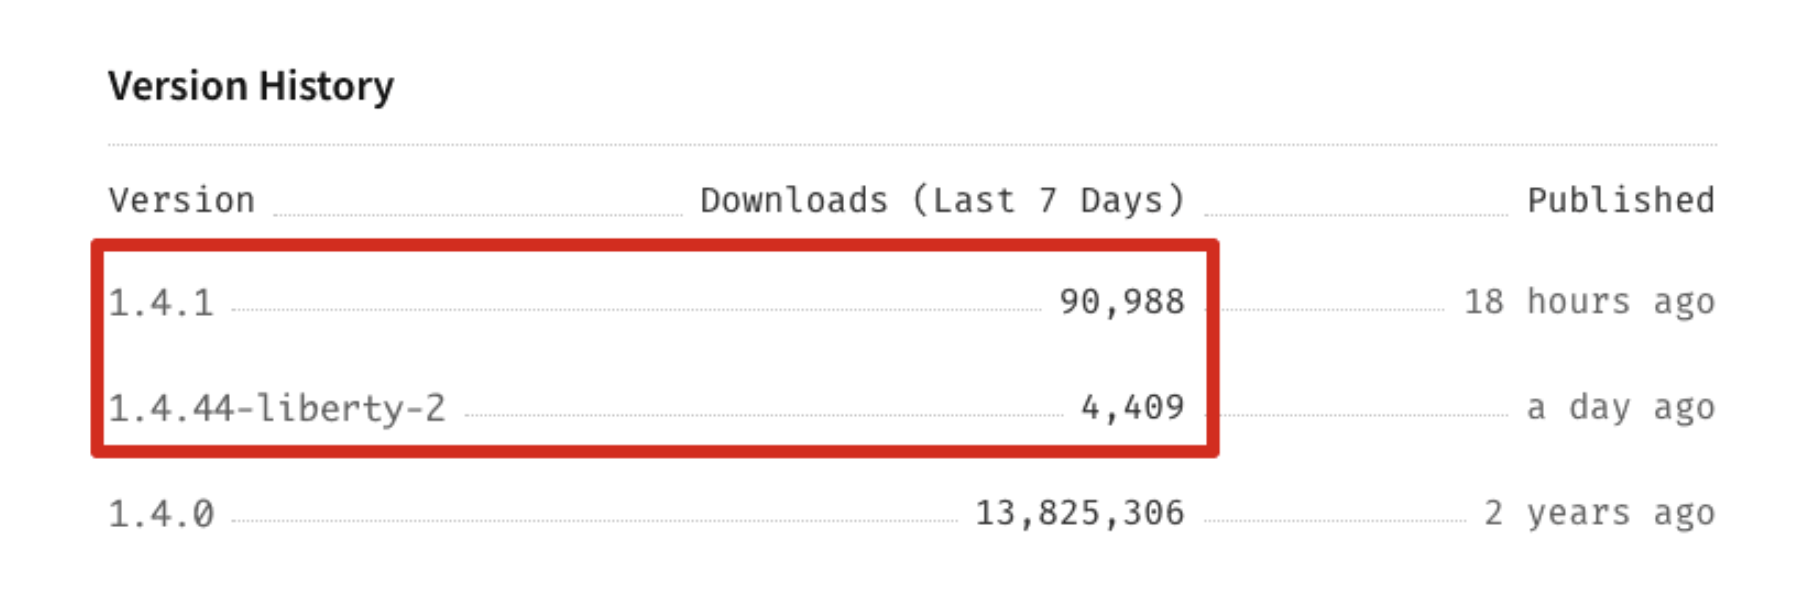 Version History
Version Downloads (Last 7 Days) Published
1.4.1 90,988 18 hours ago
1.4.44-liberty-2 4,409 a day ago
1.4.0 13,825,306 2 years ago